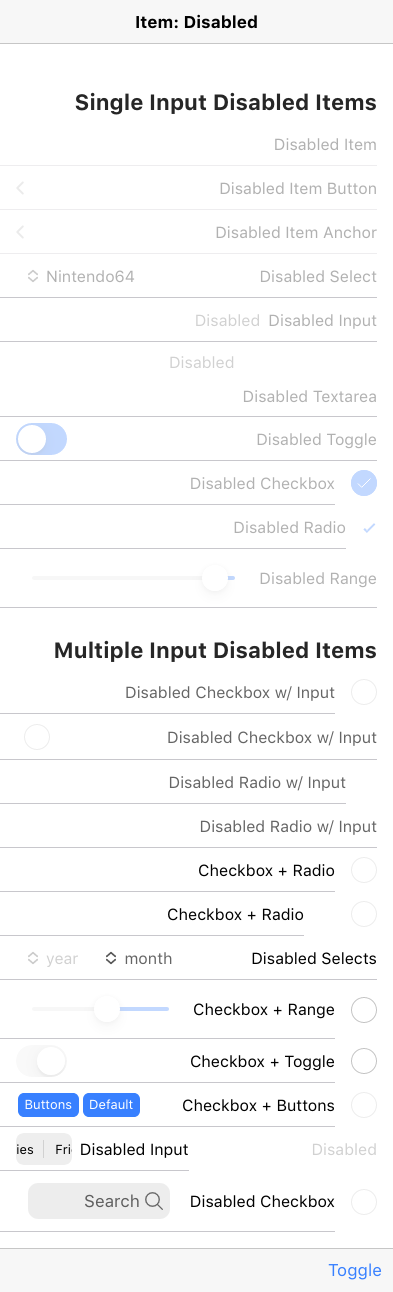 Item: Disabled
Single Input Disabled Items
Disabled Item
Disabled Item Button
Disabled Item Anchor
Disabled Select Nintendo64
Disabled Input Disabled
Disabled
Disabled Textarea
Disabled Toggle
Disabled Checkbox
Disabled Radio
Disabled Range
Multiple Input Disabled Items
Disabled Checkbox w/ Input
Disabled Checkbox w/ Input
Disabled Radio w/ Input
Disabled Radio w/ Input
Checkbox + Radio
Checkbox + Radio
Disabled Selects month year
Checkbox + Range
Checkbox + Toggle
Checkbox + Buttons Default Buttons
Disabled Disabled Input Fri ies
Disabled Checkbox Search
Toggle